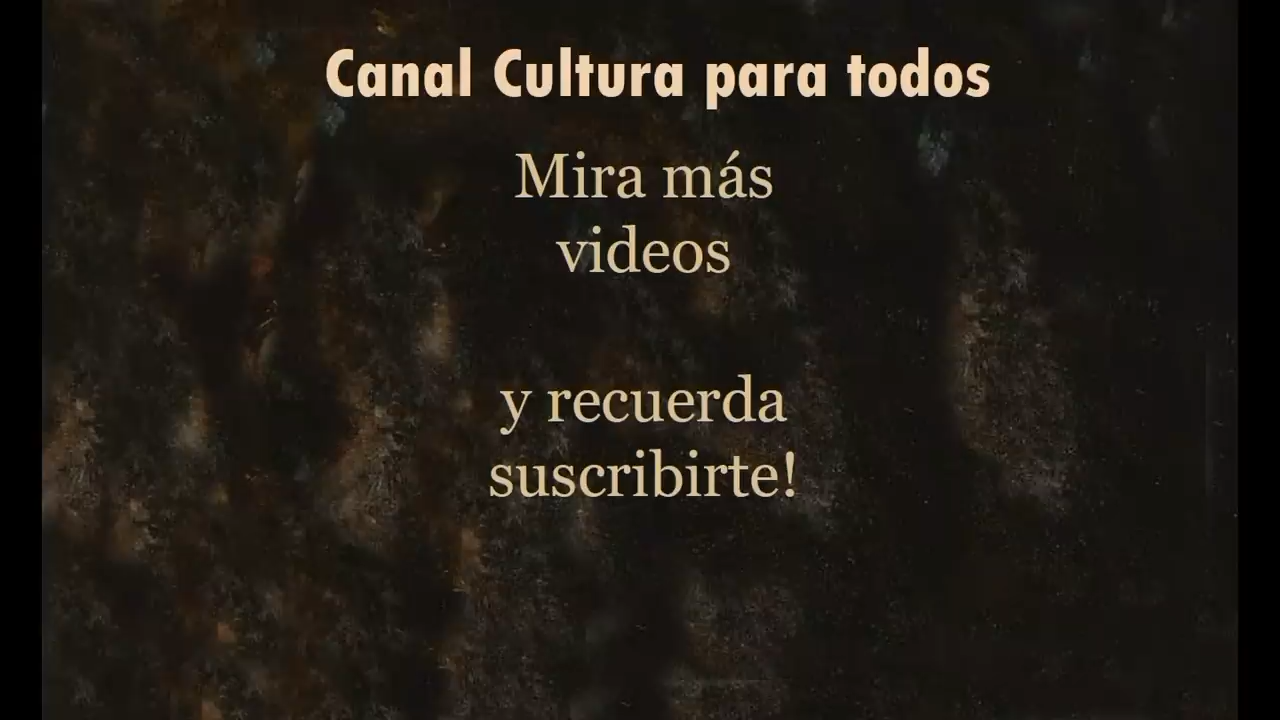 Canal Cultura para todos
Mira más
videos
y recuerda
suscribirte!